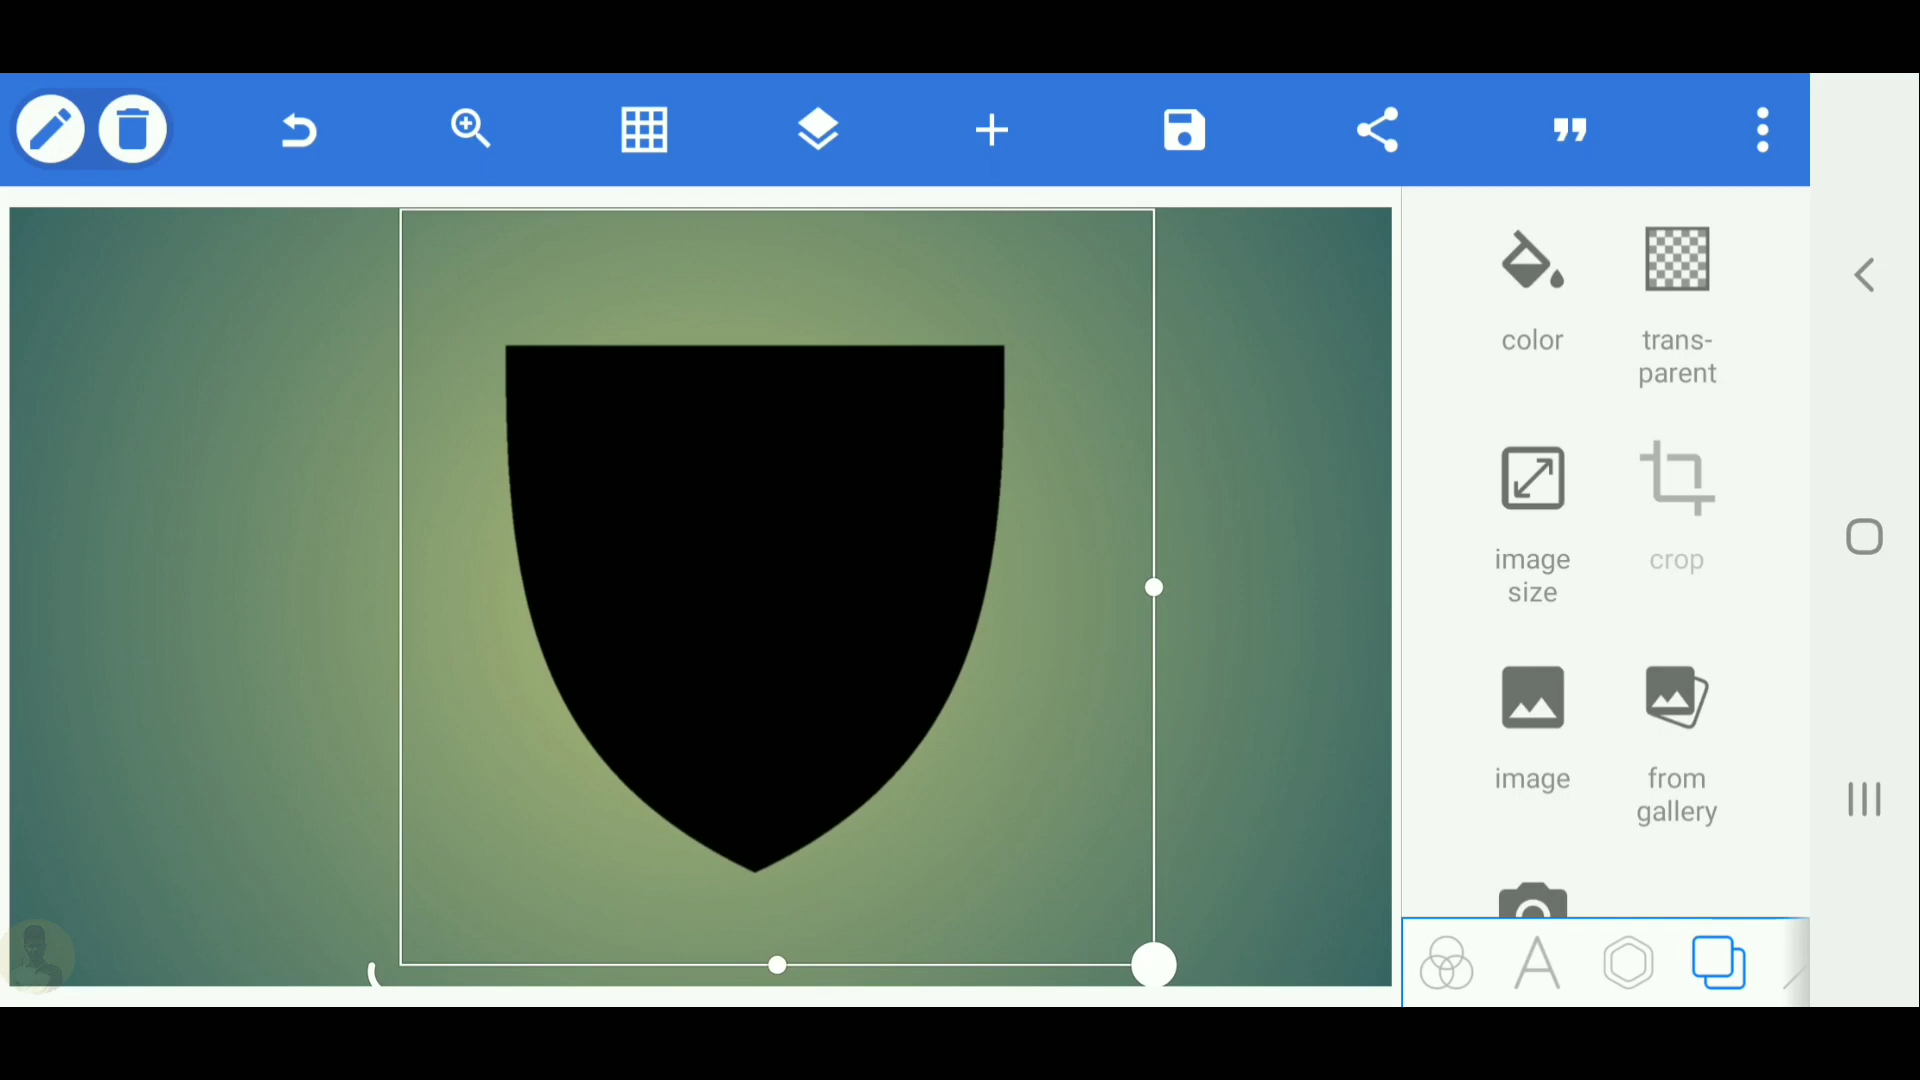 color
trans-
parent
image
size
crop
image
from
gallery